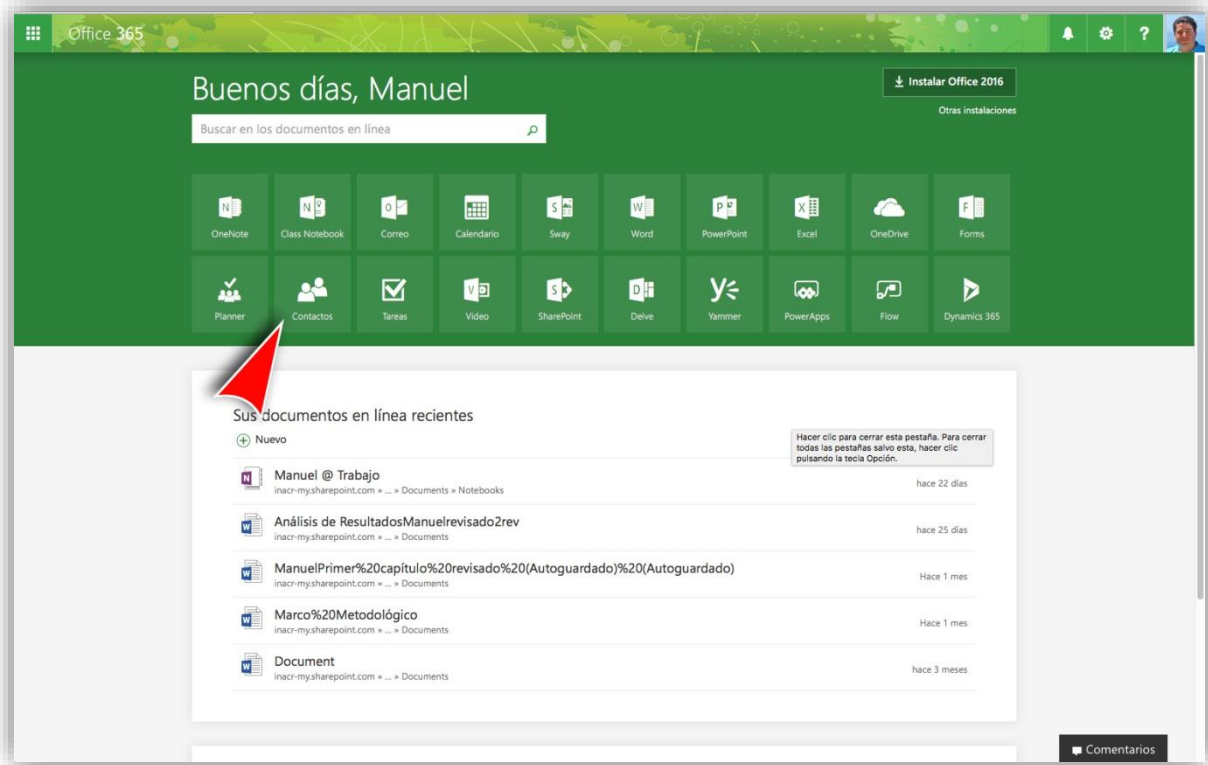 Office 365
?
Buenos días, Manuel
Instalar Office 2016
Otras instalaciones
Buscar en los documentos en línea
OneNote
Class Notebook
Correo
Calendario
Sway
Word
PowerPoint
Excel
OneDrive
Forms
Planner
Contactos
Tareas
Video
SharePoint
Delve
Yammer
PowerApps
Flow
Dynamics 365
Sus documentos en línea recientes
Nuevo
Hacer clic para cerrar esta pestaña. Para cerrar
todas las pestañas salvo esta, hacer clic
pulsando la tecla Opción.
Manuel @ Trabajo
inacr-my.sharepoint.com » ... » Documents » Notebooks
hace 22 días
Análisis de ResultadosManuelrevisado2rev
inacr-my.sharepoint.com » ... » Documents
hace 25 días
ManuelPrimer%20capítulo%20revisado%20(Autoguardado)%20(Autoguardado)
inacr-my.sharepoint.com » ... » Documents
Hace 1 mes
Marco%20Metodológico
inacr-my.sharepoint.com » ... » Documents
Hace 1 mes
Document
inacr-my.sharepoint.com » ... » Documents
hace 3 meses
Comentarios